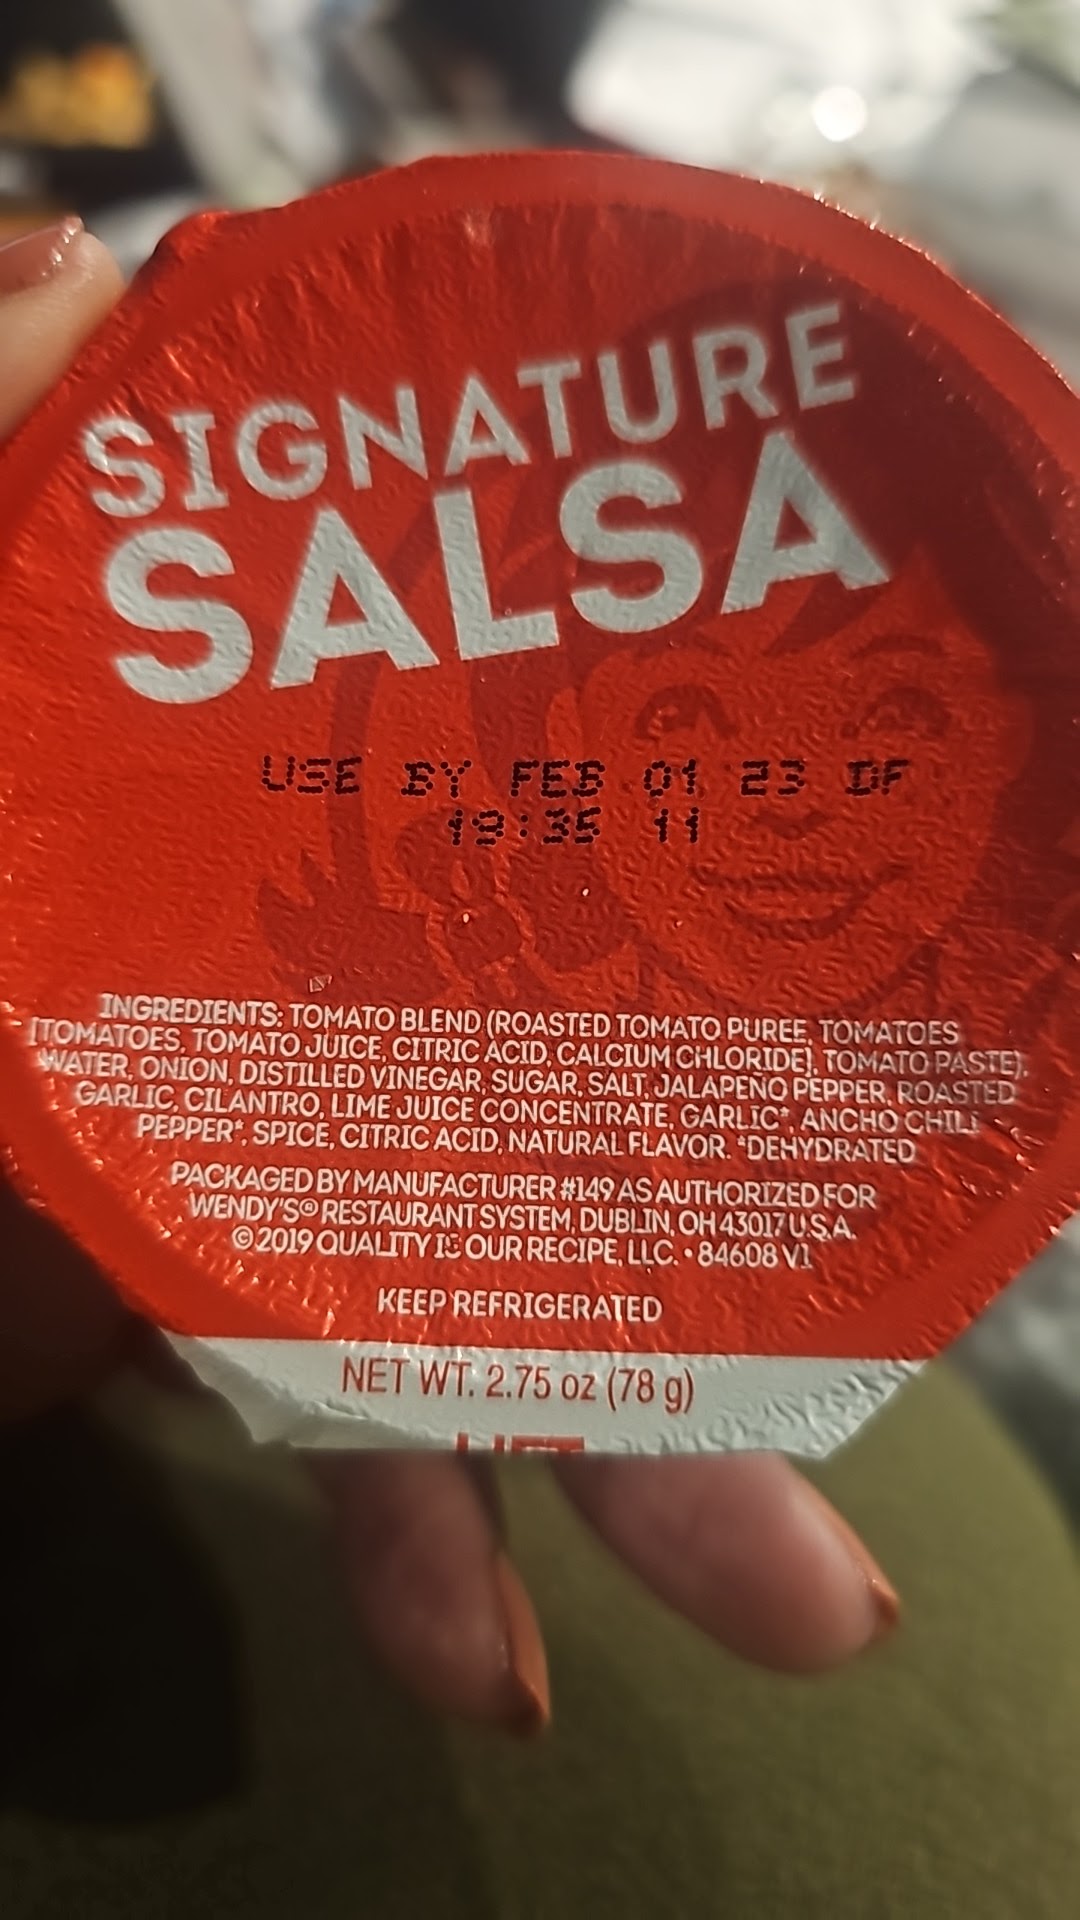 SIGNATURE
SALSA
USE BY FEB 01 23 DF
19:35 11
INGREDIENTS: TOMATO BLEND (ROASTED TOMATO PUREE, TOMATOES
[TOMATOES, TOMATO JUICE, CITRIC ACID, CALCIUM CHLORIDE], TOMATO PASTE),
WATER, ONION, DISTILLED VINEGAR, SUGAR, SALT, JALAPEÑO PEPPER, ROASTED
GARLIC, CILANTRO, LIME JUICE CONCENTRATE, GARLIC*, ANCHO CHILI
PEPPER*, SPICE, CITRIC ACID, NATURAL FLAVOR. *DEHYDRATED
PACKAGED BY MANUFACTURER #149 AS AUTHORIZED FOR
WENDY'S® RESTAURANT SYSTEM, DUBLIN, OH 43017 U.S.A.
© 2019 QUALITY IS OUR RECIPE, LLC. • 84608 V1
KEEP REFRIGERATED
NET WT. 2.75 oz (78 g)